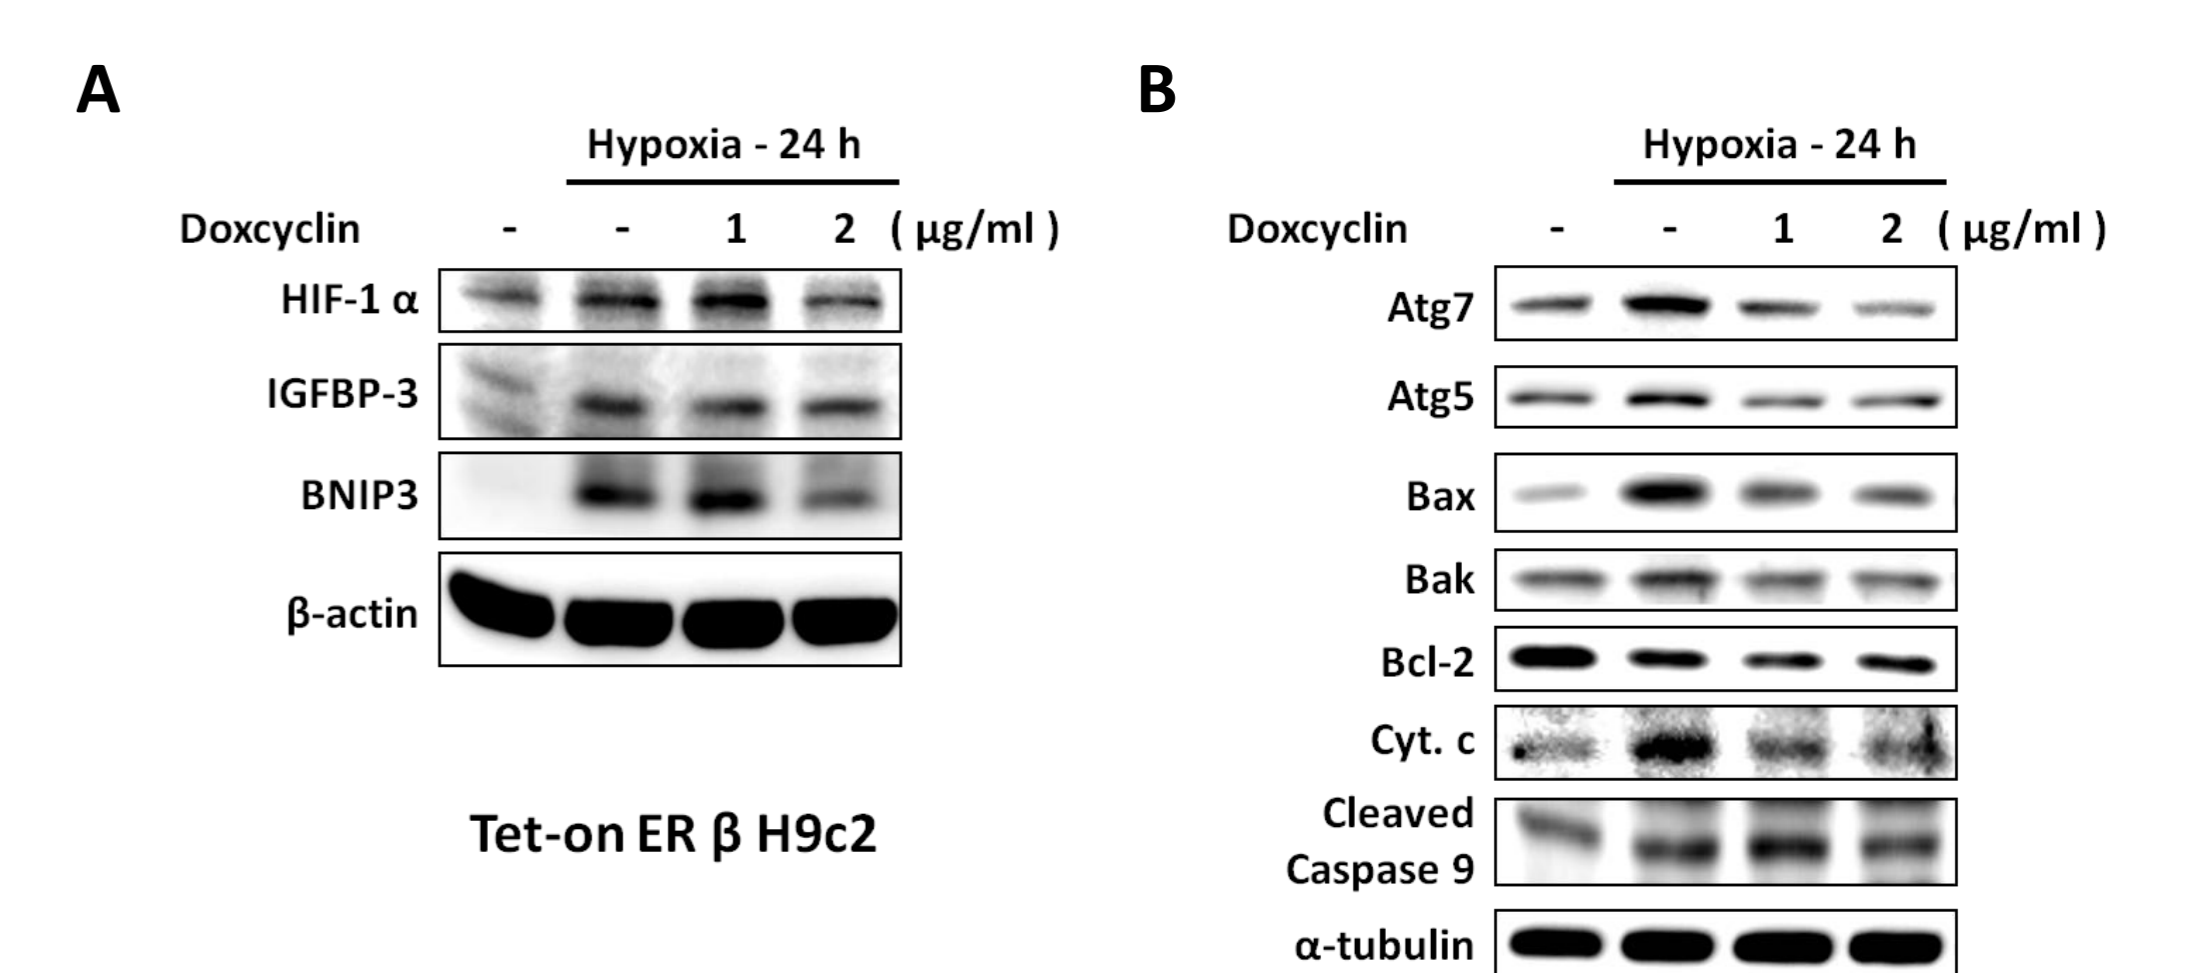 A
Hypoxia - 24 h
Doxcyclin - - 1 2 ( μg/ml )
HIF-1 α
IGFBP-3
BNIP3
β-actin
Tet-on ER β H9c2
B
Hypoxia - 24 h
Doxcyclin - - 1 2 ( μg/ml )
Atg7
Atg5
Bax
Bak
Bcl-2
Cyt. c
Cleaved
Caspase 9
α-tubulin